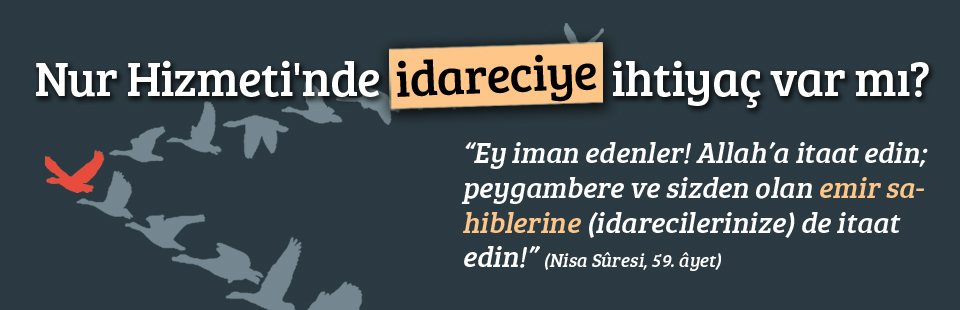 Nur Hizmeti'nde idareciye ihtiyaç var mı?
“Ey iman edenler! Allah’a itaat edin;
peygambere ve sizden olan emir sa-
hiblerine (idarecilerinize) de itaat
edin!” (Nisa Sûresi, 59. âyet)